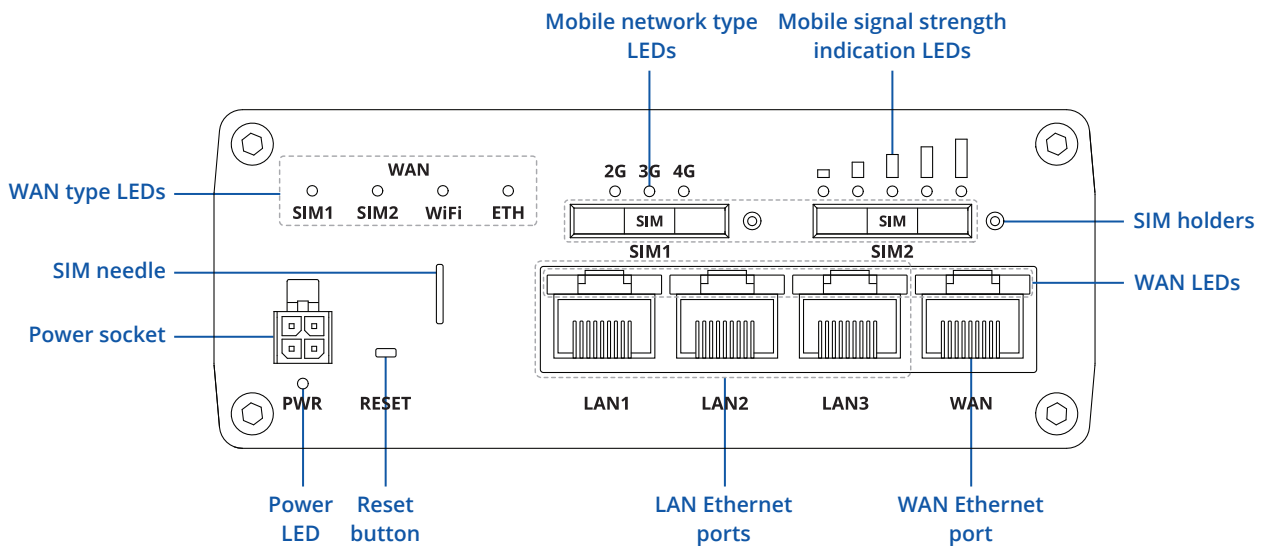 Mobile network type
LEDs
Mobile signal strength
indication LEDs
WAN
2G 3G 4G
WAN type LEDs
SIM1 SIM2 WiFi ETH
SIM
SIM
SIM holders
SIM1
SIM2
SIM needle
WAN LEDs
Power socket
PWR
RESET
LAN1
LAN2
LAN3
WAN
Power
LED
Reset
button
LAN Ethernet
ports
WAN Ethernet
port